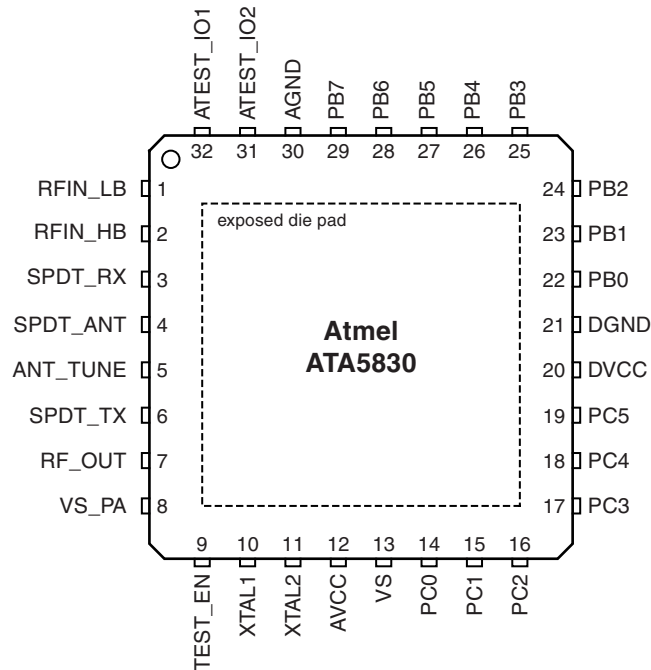 ATEST_IO1
ATEST_IO2
AGND
PB7
PB6
PB5
PB4
PB3
32 31 30 29 28 27 26 25
RFIN_LB 1
RFIN_HB 2
SPDT_RX 3
SPDT_ANT 4
ANT_TUNE 5
SPDT_TX 6
RF_OUT 7
VS_PA 8
exposed die pad
Atmel
ATA5830
24 PB2
23 PB1
22 PB0
21 DGND
20 DVCC
19 PC5
18 PC4
17 PC3
9 10 11 12 13 14 15 16
TEST_EN
XTAL1
XTAL2
AVCC
VS
PC0
PC1
PC2